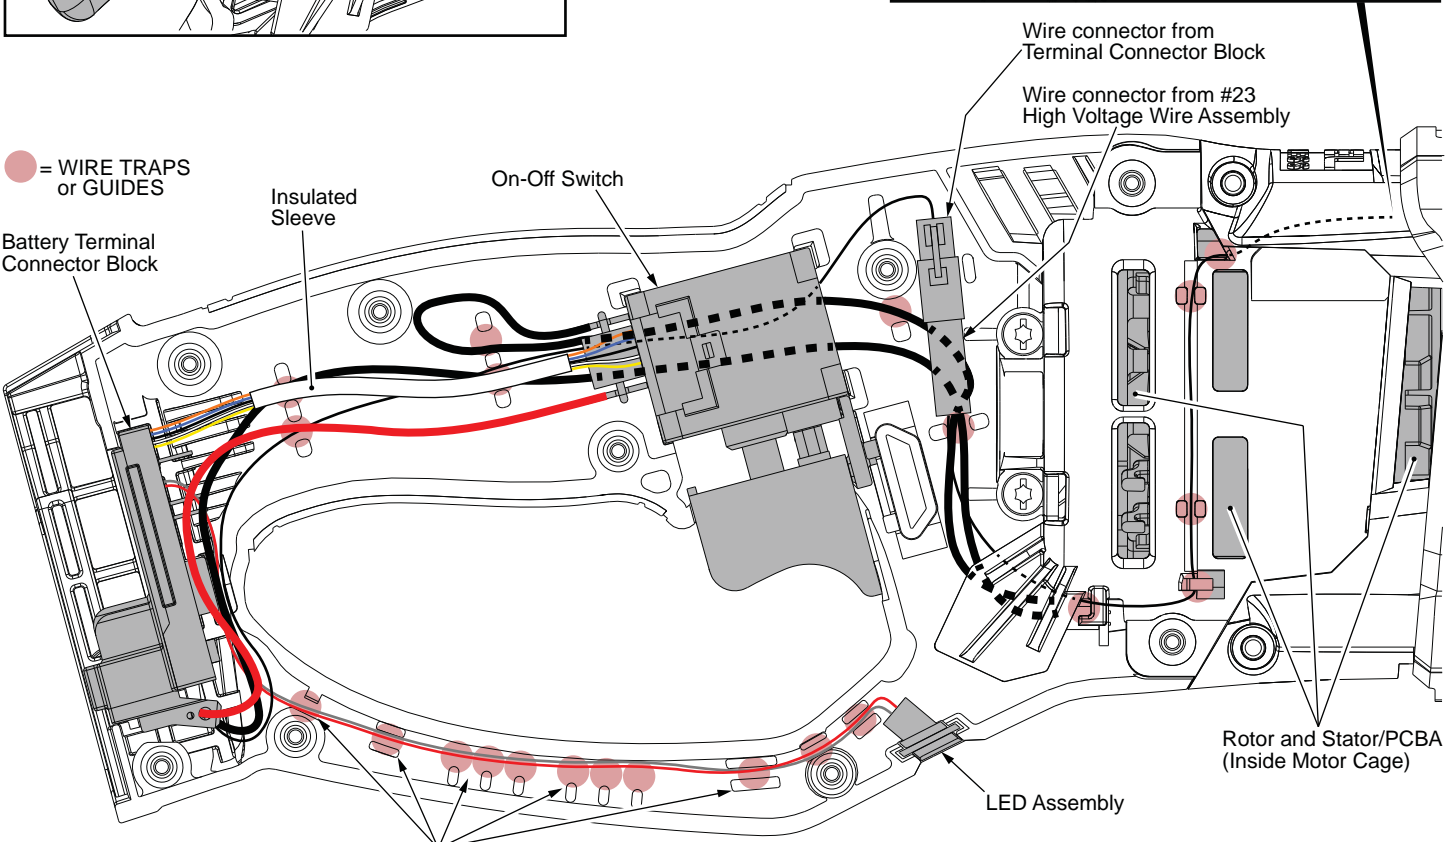 Wire connector from
Terminal Connector Block
Wire connector from #23
High Voltage Wire Assembly
= WIRE TRAPS
or GUIDES
On-Off Switch
Insulated
Sleeve
Battery Terminal
Connector Block
Rotor and Stator/PCBA
(Inside Motor Cage)
LED Assembly